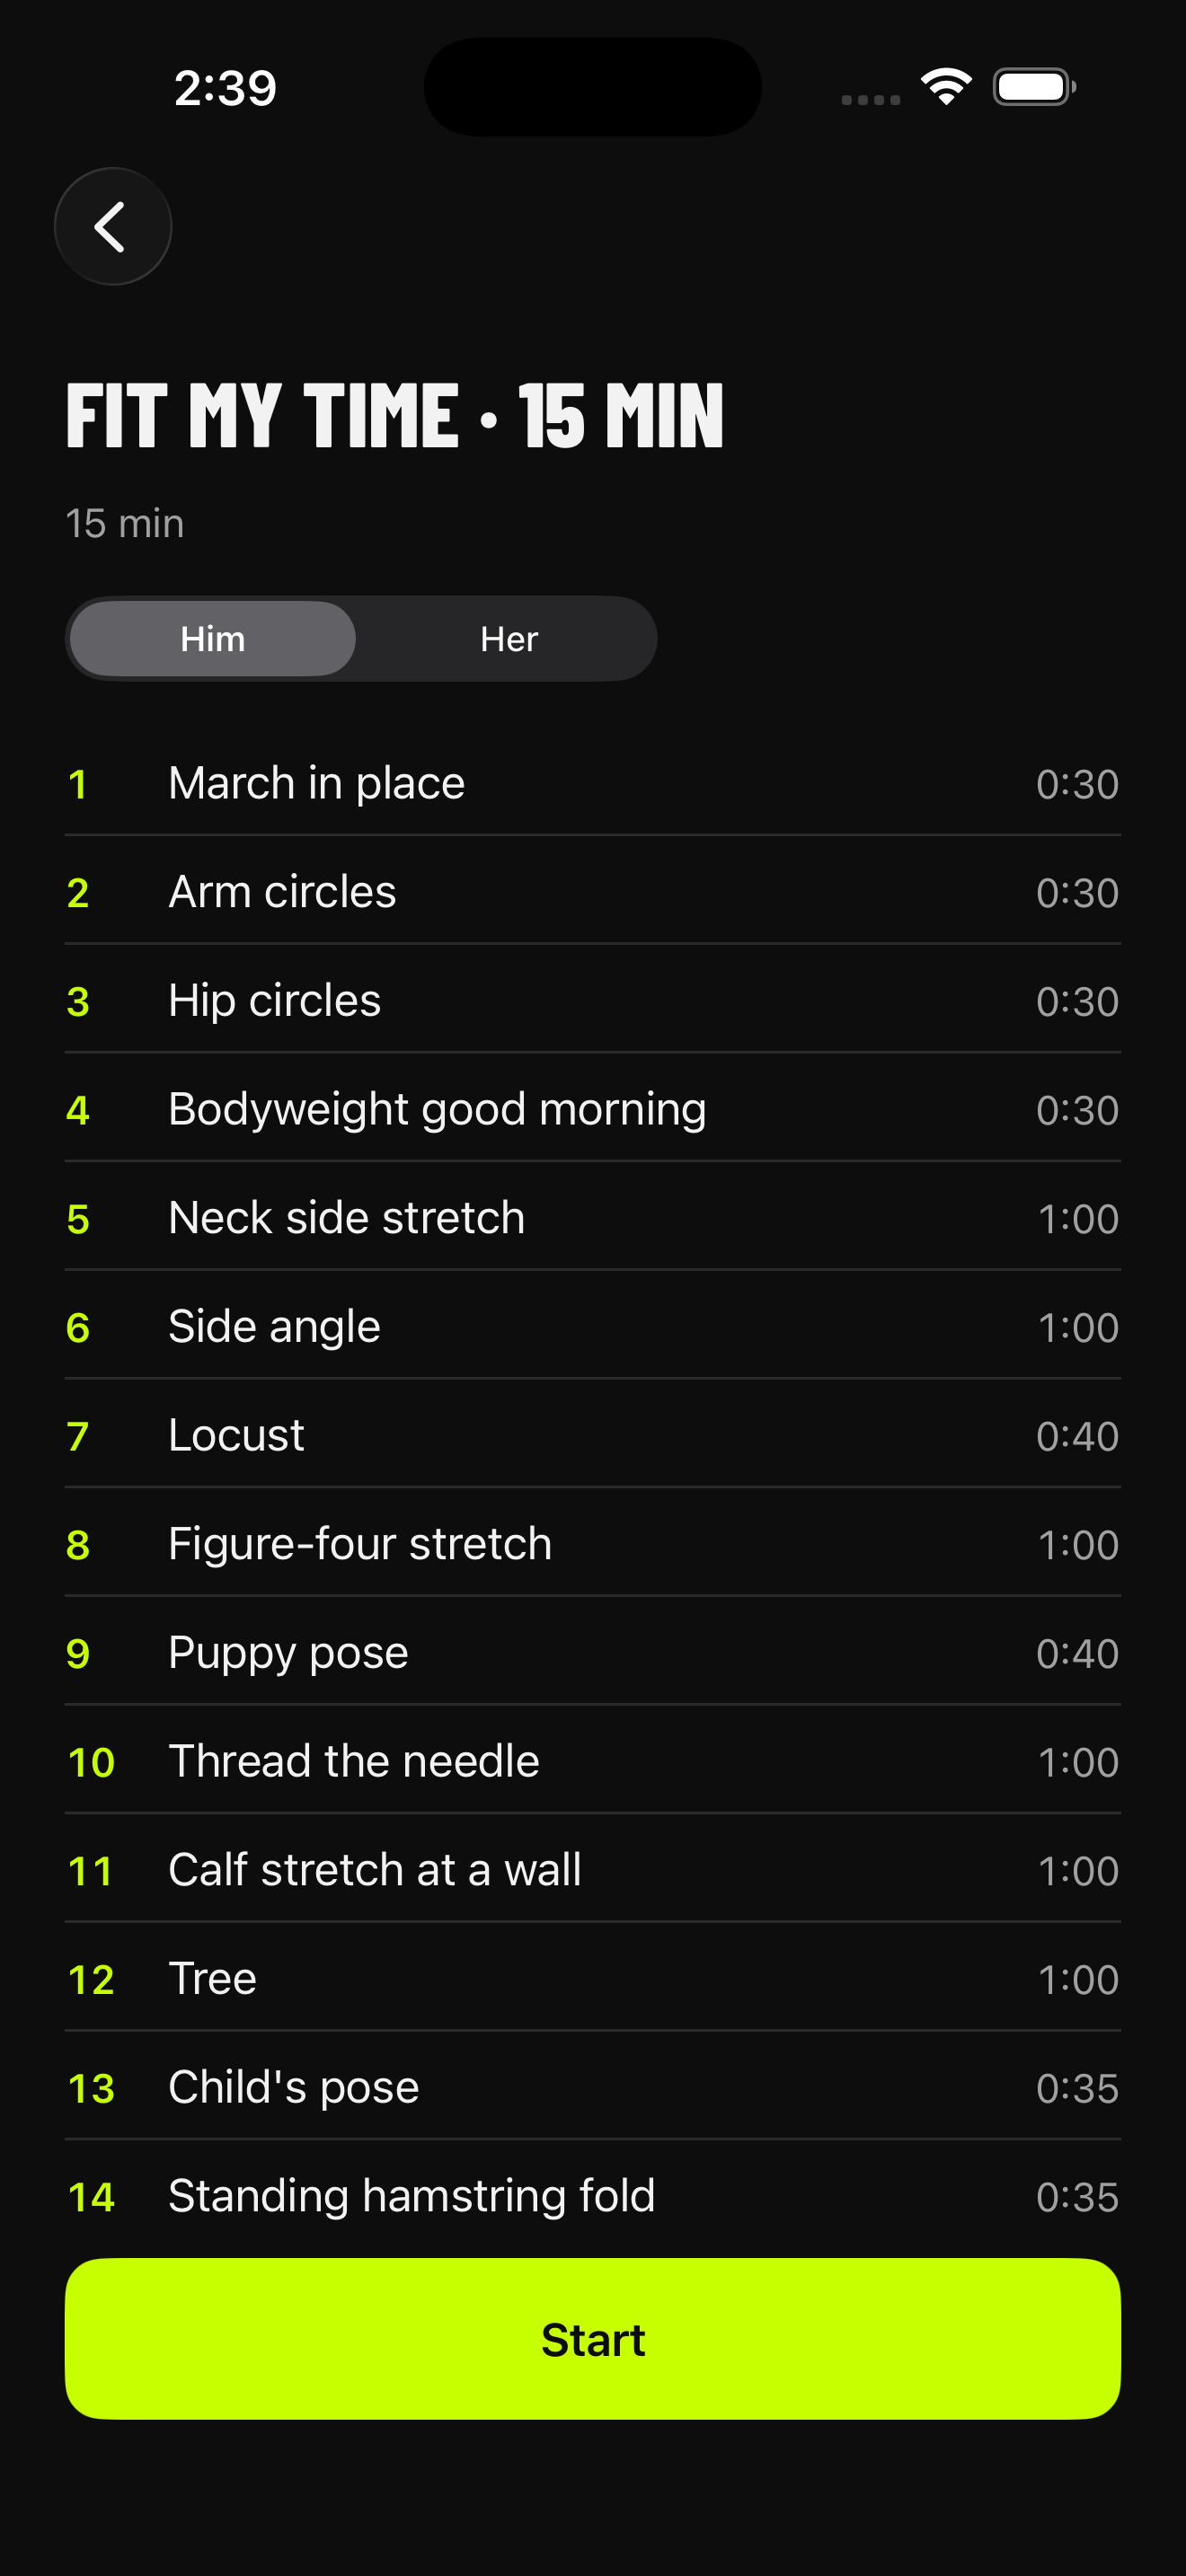 2:39
FIT MY TIME · 15 MIN
15 min
Him Her
1 March in place 0:30
2 Arm circles 0:30
3 Hip circles 0:30
4 Bodyweight good morning 0:30
5 Neck side stretch 1:00
6 Side angle 1:00
7 Locust 0:40
8 Figure-four stretch 1:00
9 Puppy pose 0:40
10 Thread the needle 1:00
11 Calf stretch at a wall 1:00
12 Tree 1:00
13 Child's pose 0:35
14 Standing hamstring fold 0:35
Start